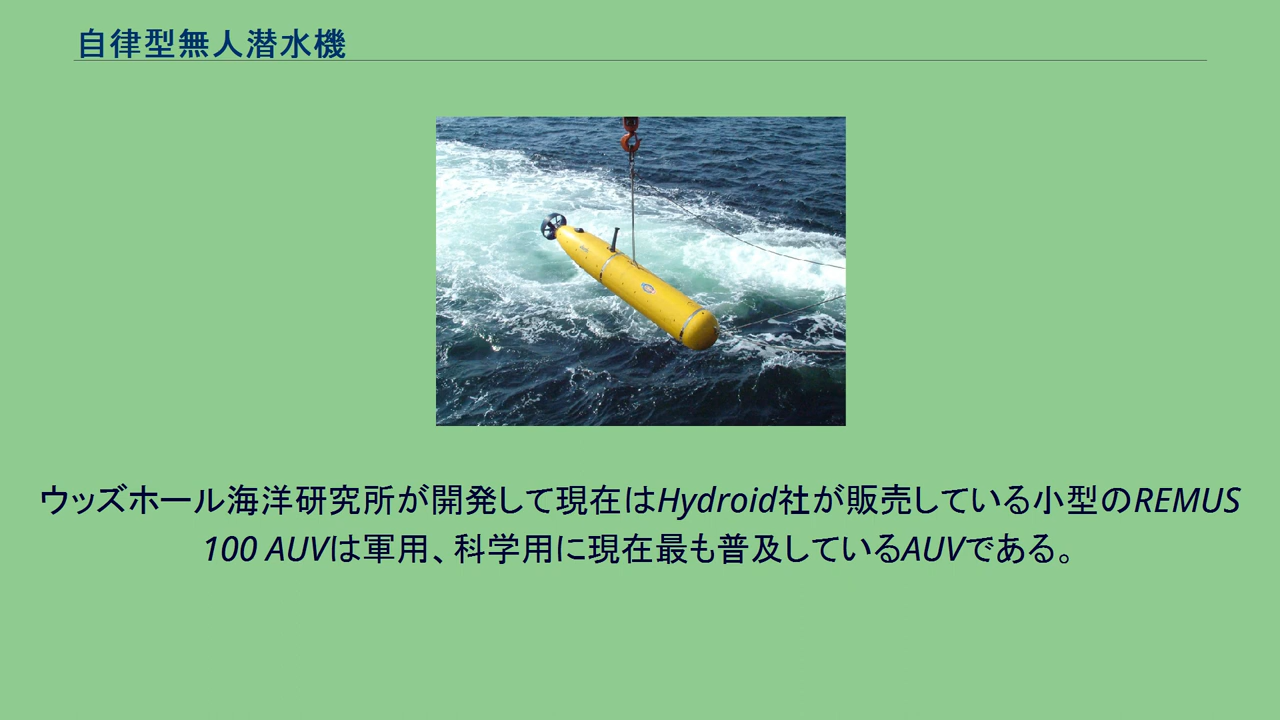 自律型無人潜水機
ウッズホール海洋研究所が開発して現在はHydroid社が販売している小型のREMUS
100 AUVは軍用、科学用に現在最も普及しているAUVである。